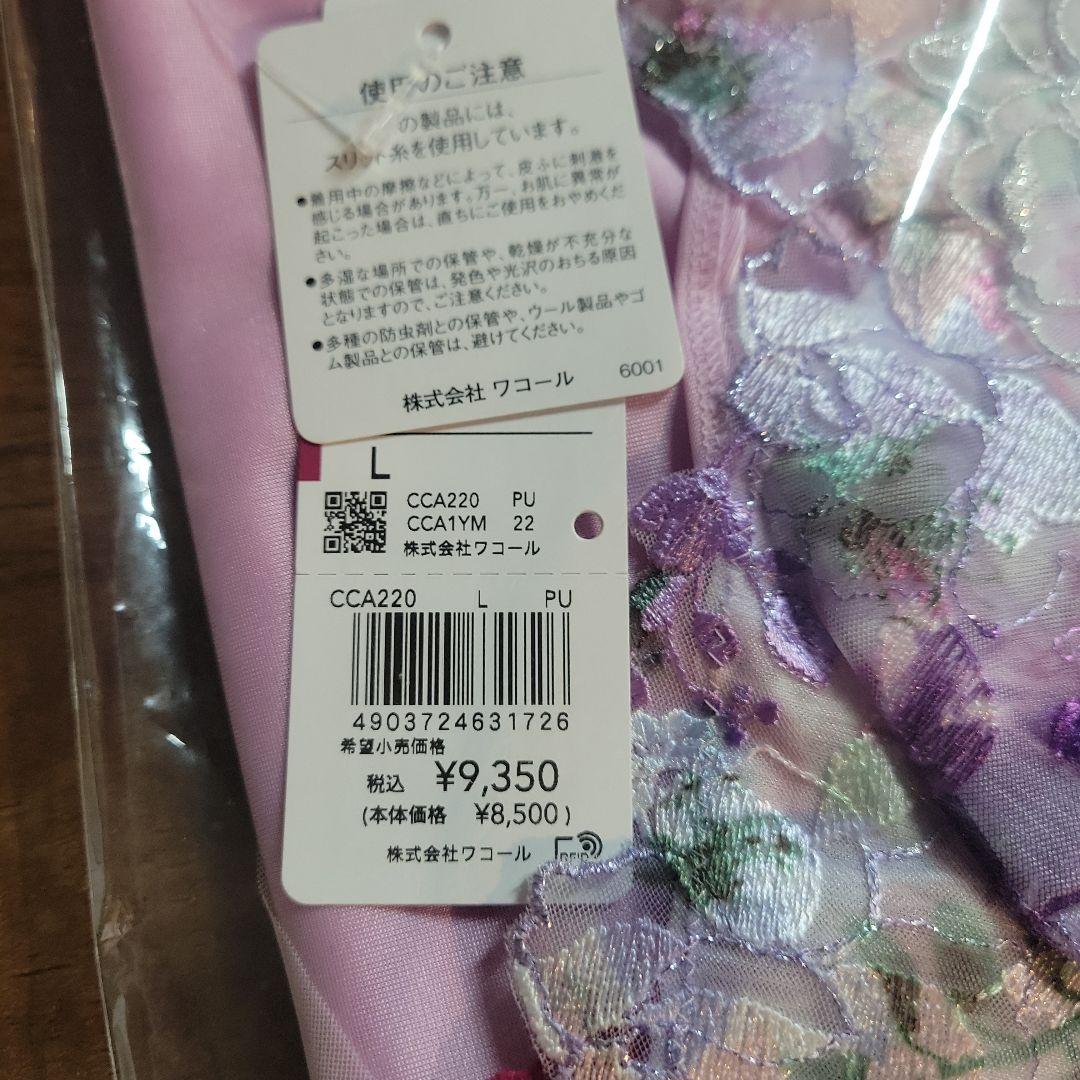 使用のご注意
の製品には、
スリット糸を使用しています。
●着用中の摩擦などによって、皮ふに刺激を
感じる場合があります。万一、お肌に異常が
起こった場合は、直ちにご使用をおやめくだ
さい。
●多湿な場所での保管や、乾燥が不充分な
状態での保管は、発色や光沢のおちる原因
となりますので、ご注意ください。
●多種の防虫剤との保管や、ウール製品やゴ
ム製品との保管は、避けてください。
株式会社 ワコール 6001
L
CCA220 PU
CCA1YM 22
株式会社ワコール
CCA220 L PU
4903724631726
希望小売価格
税込 ¥9,350
(本体価格 ¥8,500)
株式会社ワコール